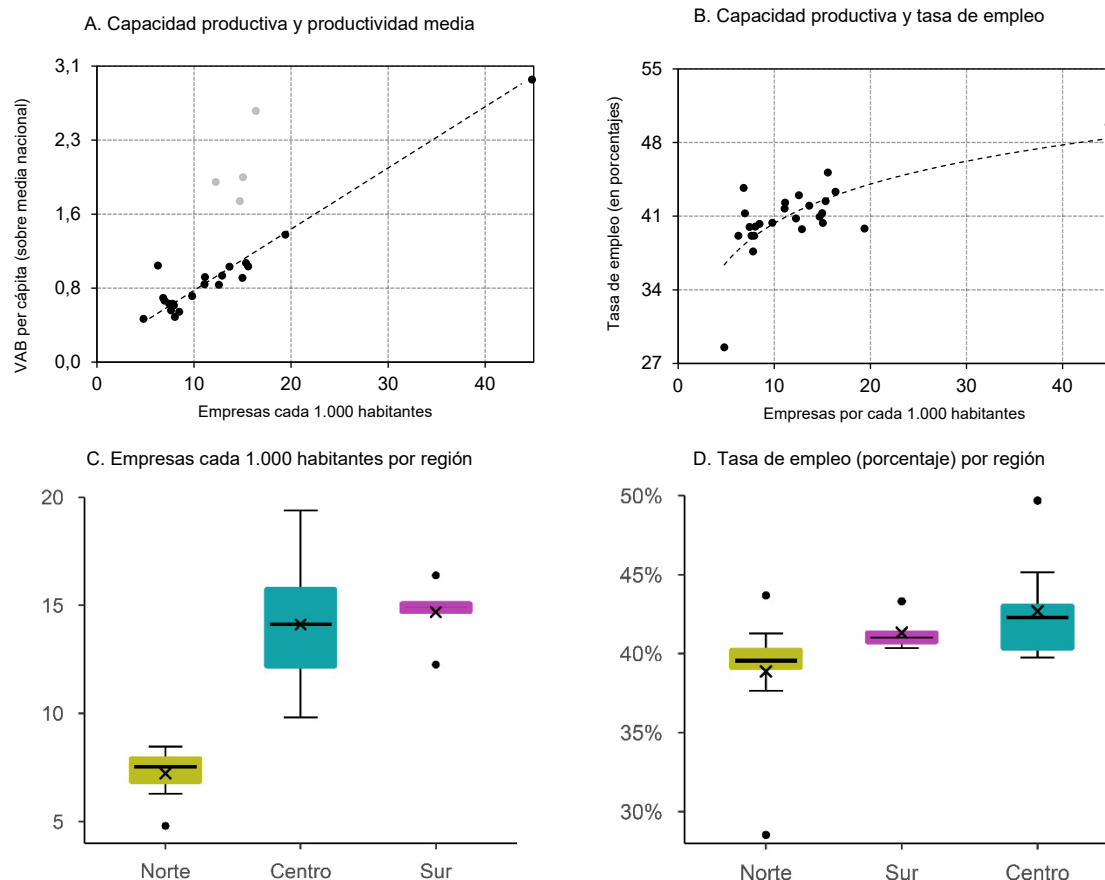 A. Capacidad productiva y productividad media
VAB per cápita (sobre media nacional)
3,1
2,3
1,6
0,8
0,0
0
10
20
30
40
Empresas cada 1.000 habitantes
B. Capacidad productiva y tasa de empleo
Tasa de empleo (en porcentajes)
55
48
41
34
27
0
10
20
30
40
Empresas por cada 1.000 habitantes
C. Empresas cada 1.000 habitantes por región
20
15
10
5
Norte
Centro
Sur
D. Tasa de empleo (porcentaje) por región
50%
45%
40%
35%
30%
Norte
Sur
Centro